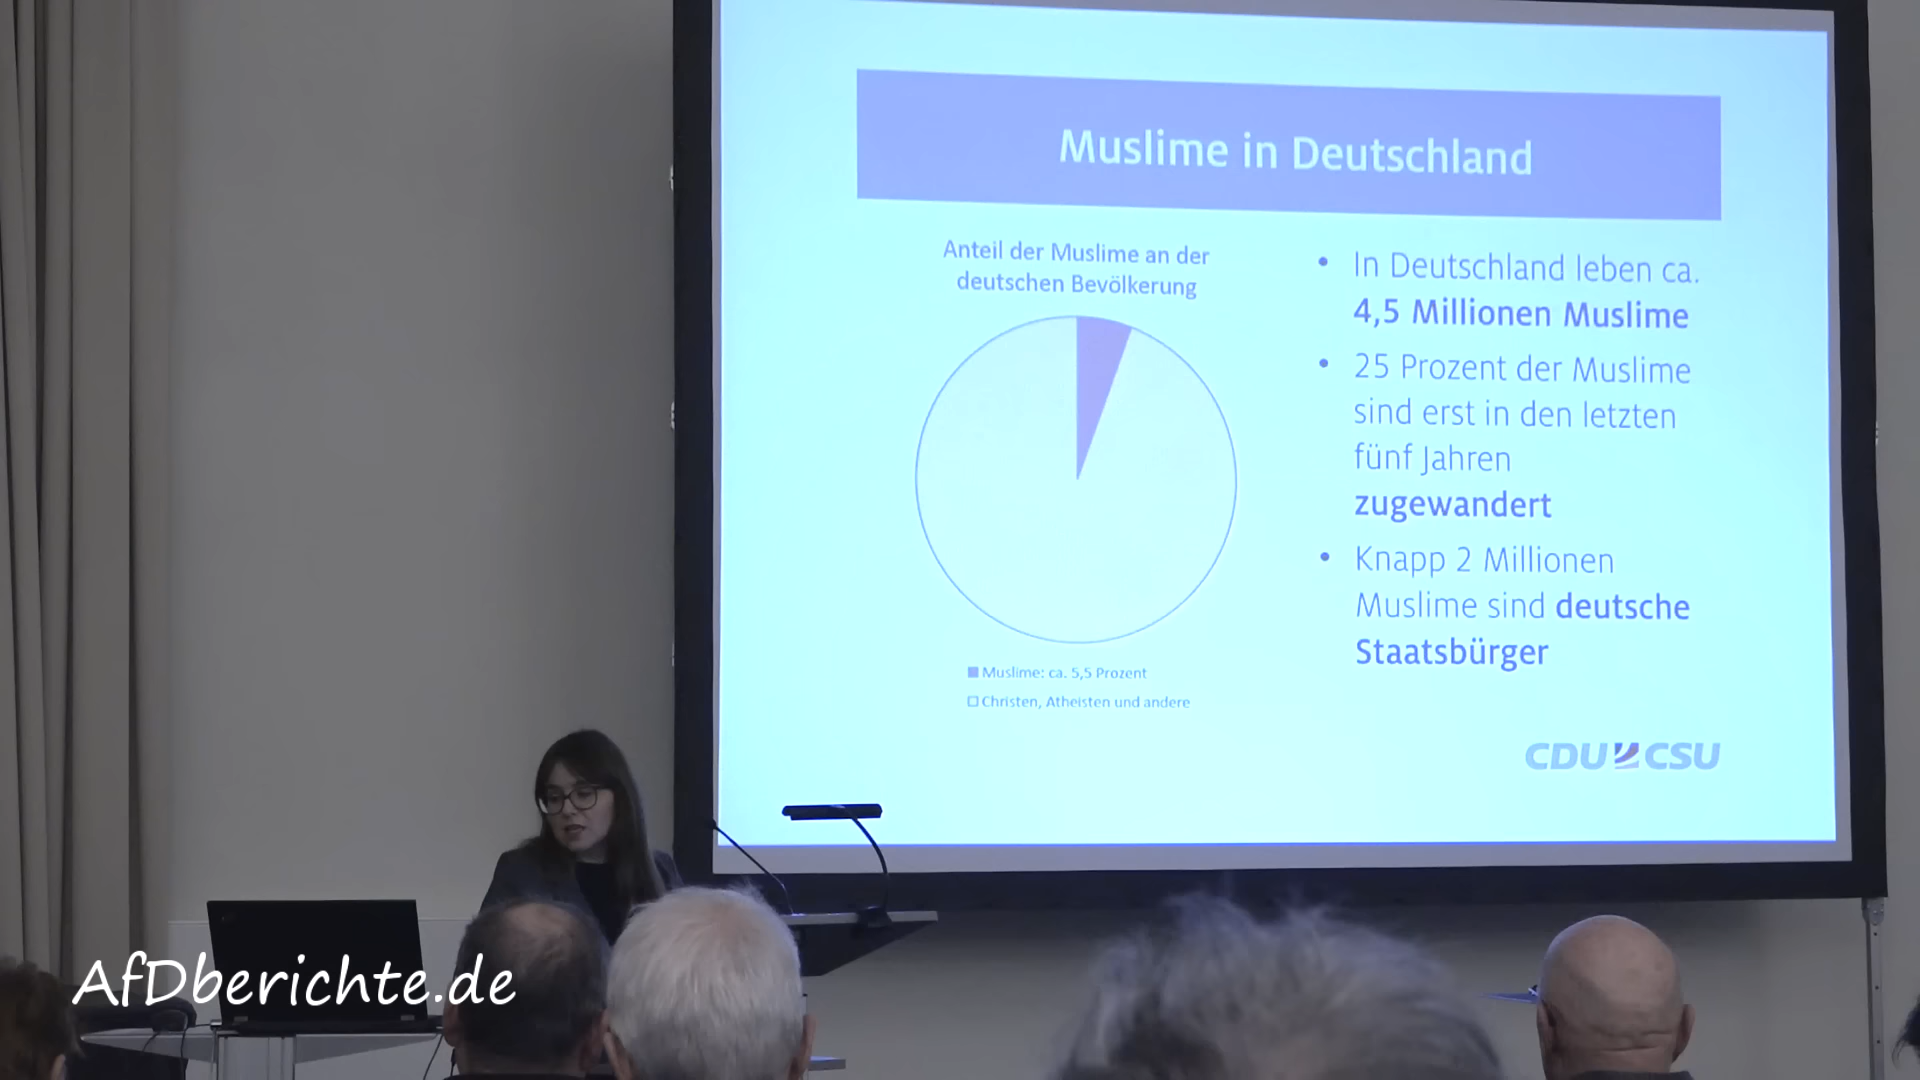 Muslime in Deutschland
Anteil der Muslime an der
deutschen Bevölkerung
Muslime: ca. 5,5 Prozent
Christen, Atheisten und andere
• In Deutschland leben ca.
4,5 Millionen Muslime
• 25 Prozent der Muslime
sind erst in den letzten
fünf Jahren
zugewandert
• Knapp 2 Millionen
Muslime sind deutsche
Staatsbürger
CDU CSU
AfDberichte.de